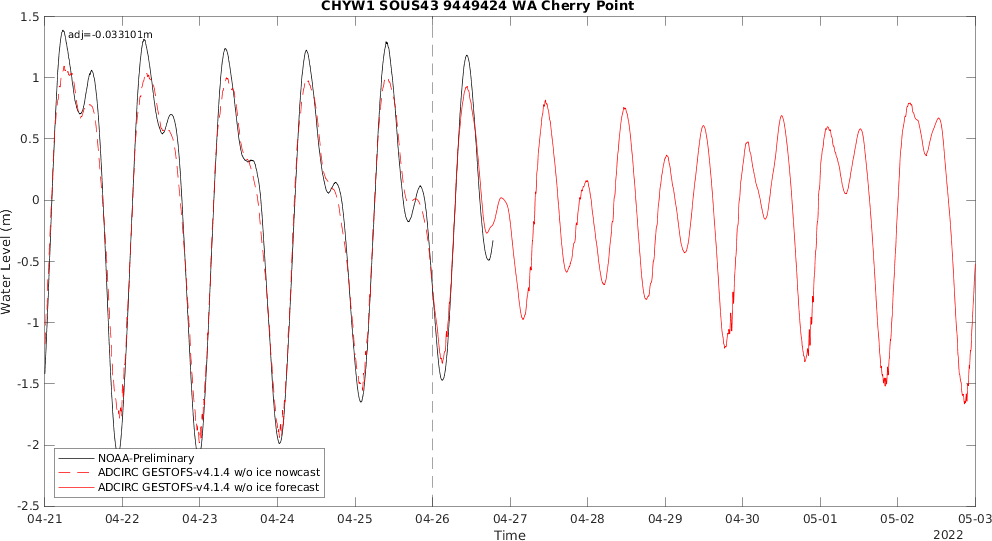 CHYW1 SOUS43 9449424 WA Cherry Point
adj=-0.033101m
1.5
1
0.5
0
-0.5
-1
-1.5
-2
-2.5
Water Level (m)
NOAA-Preliminary
ADCIRC GESTOFS-v4.1.4 w/o ice nowcast
ADCIRC GESTOFS-v4.1.4 w/o ice forecast
04-21 04-22 04-23 04-24 04-25 04-26 04-27 04-28 04-29 04-30 05-01 05-02 05-03
Time
2022